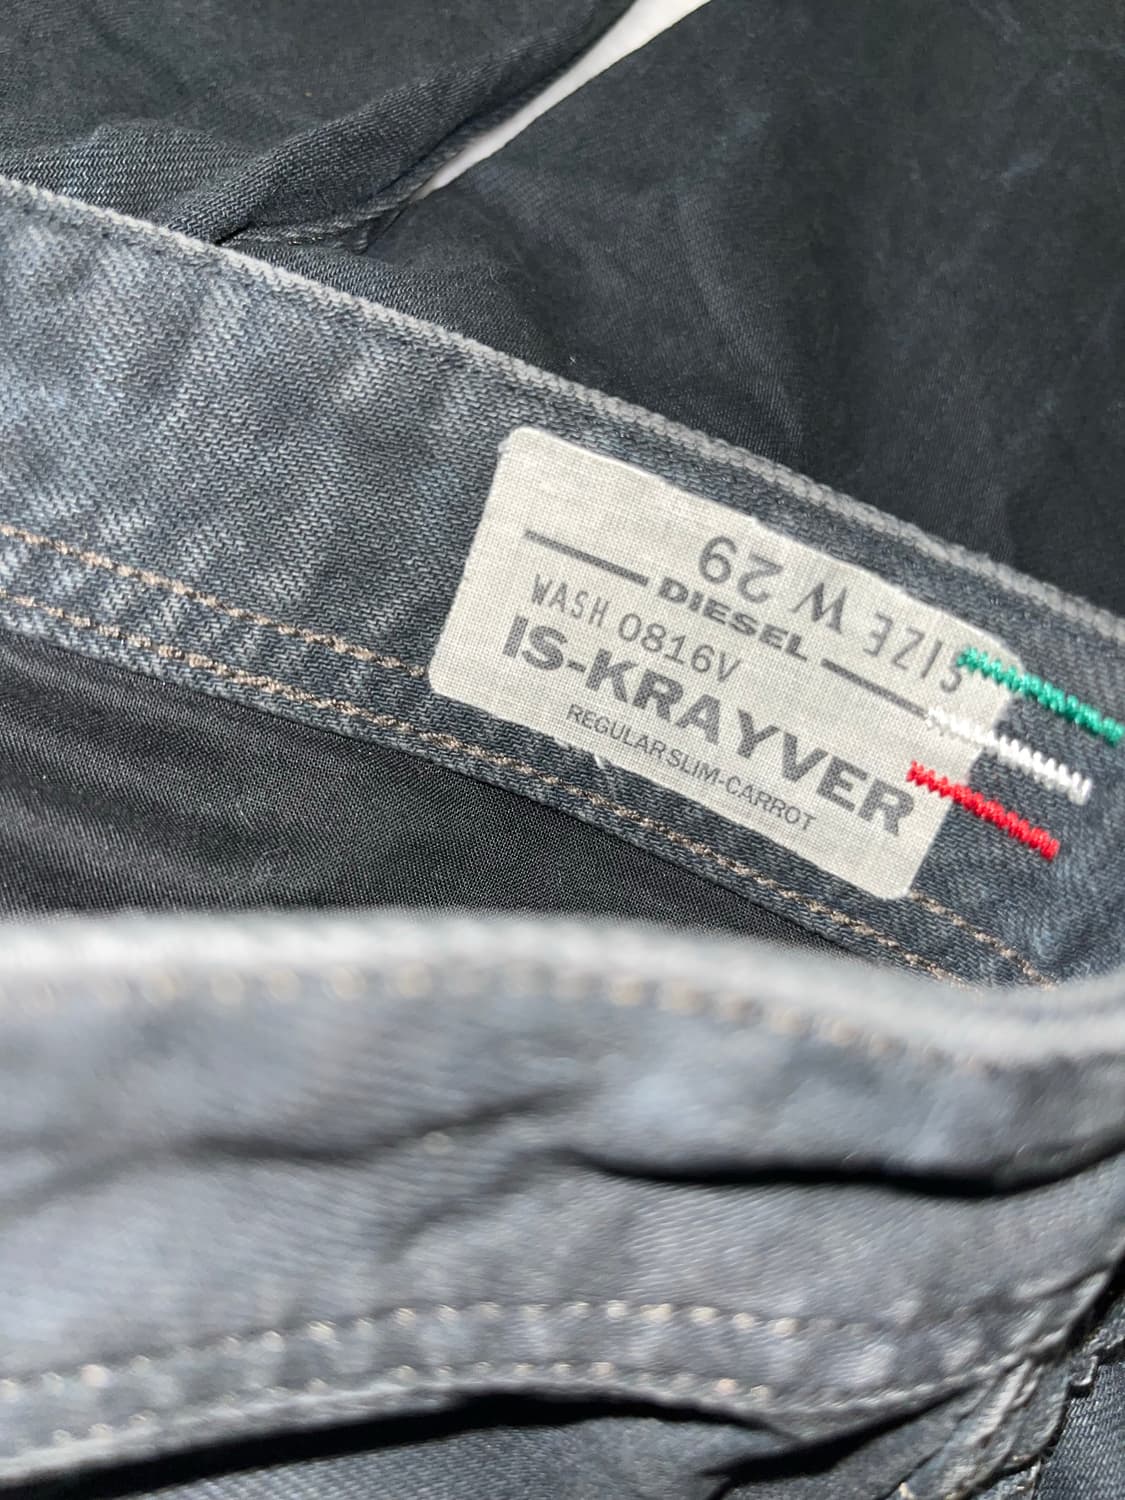 SIZE W 29
DIESEL
WASH 0816V
IS-KRAYVER
REGULAR SLIM-CARROT